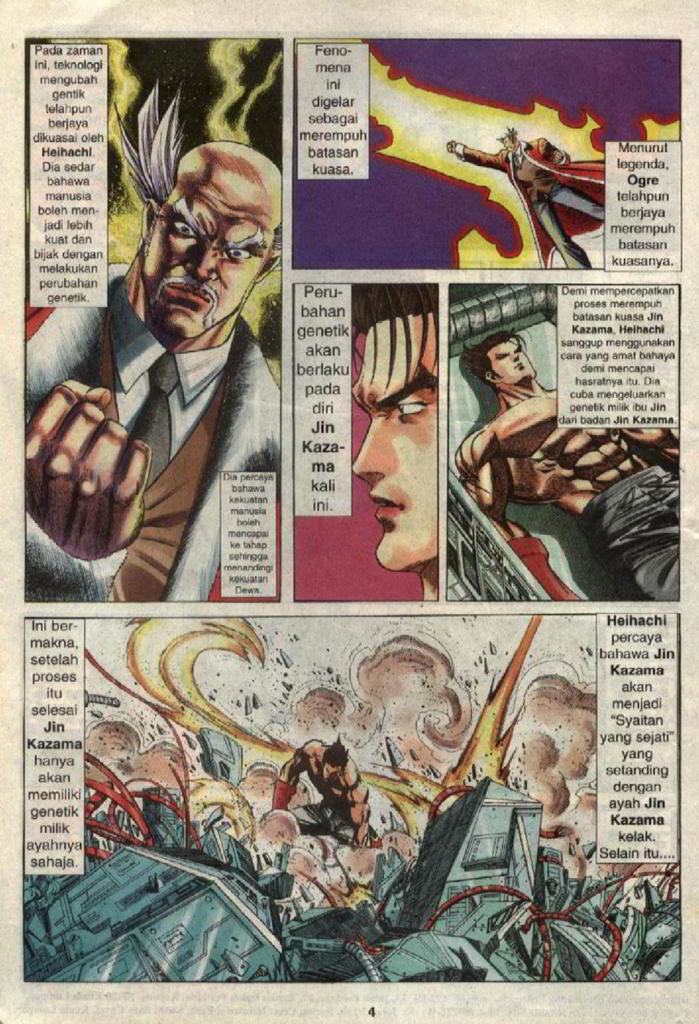 Pada zaman
ini, teknologi
mengubah
gentik
telahpun
berjaya
dikuasai oleh
Heihachi.
Dia sedar
bahawa
manusia
boleh men-
jadi lebih
kuat dan
bijak dengan
melakukan
perubahan
genetik.
Dia percaya
bahawa
kekuatan
manusia
boleh
mencapai
ke tahap
sehingga
menandingi
kekuatan
Dewa.
Feno-
mena
ini
digelar
sebagai
merempuh
batasan
kuasa.
Menurut
legenda,
Ogre
telahpun
berjaya
merempuh
batasan
kuasanya.
Peru-
bahan
genetik
akan
berlaku
pada
diri
Jin
Kaza-
ma
kali
ini.
Demi mempercepatkan
proses merempuh
batasan kuasa Jin
Kazama, Heihachi
sanggup menggunakan
cara yang amat bahaya
demi mencapai
hasratnya itu. Dia
cuba mengeluarkan
genetik milik ibu Jin
dari badan Jin Kazama.
Ini ber-
makna,
setelah
proses
itu
selesai
Jin
Kazama
hanya
akan
memiliki
genetik
milik
ayahnya
sahaja.
Heihachi
percaya
bahawa Jin
Kazama
akan
menjadi
"Syaitan
yang sejati"
yang
setanding
dengan
ayah Jin
Kazama
kelak.
Selain itu....
4